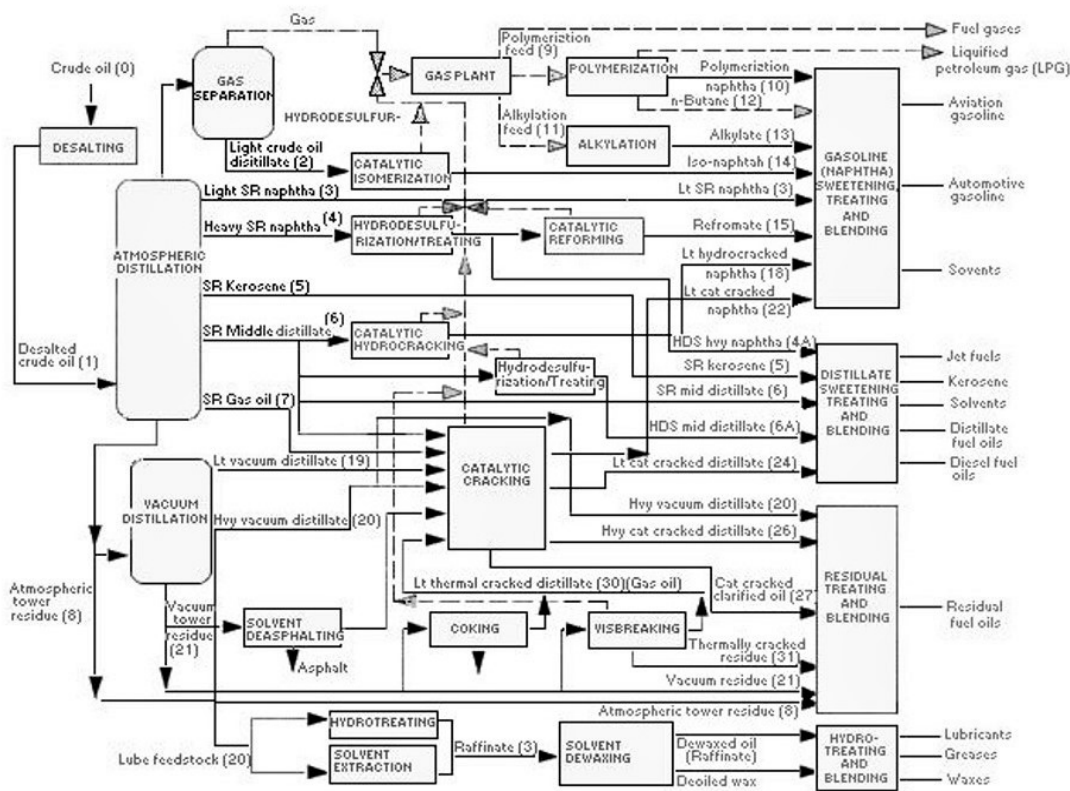 Gas
Fuel gases
Crude oil (0)
Polymeriztion
feed (9)
Liquified
petroleum gas (LPG)
GAS
SEPARATION
GAS PLANT
POLYMERIZATION
Polymeriztion
naphtha (10)
n-Butane (12)
DESALTING
HYDRODESULFUR-
Alkylation
feed (11)
Aviation
gasoline
Light crude oil
disitillate (2)
CATALYTIC
ISOMERIZATION
ALKYLATION
Alkylate (13)
Iso-naphtah (14)
GASOLINE
(NAPHTHA)
SWEETENING,
TREATING
AND
BLENDING
Light SR naphtha (3)
Lt SR naphtha (3)
Automotive
gasoline
Heavy SR naphtha (4)
HYDRODESULFU-
RIZATION/TREATING
CATALYTIC
REFORMING
Refromate (15)
ATMOSPHERIC
DISTILLATION
Lt hydrocracked
naphtha (18)
Sovents
SR Kerosene (5)
Lt cat cracked
naphtha (22)
SR Middle distillate (6)
CATALYTIC
HYDROCRACKING
HDS hvy naphtha (4A)
Desalted
crude oil (1)
Hydrodesulfu-
rization/Treating
SR kerosene (5)
SR mid distillate (6)
DISTILLATE
SWEETENING
TREATING
AND
BLENDING
Jet fuels
Kerosene
Solvents
Distillate
fuel oils
Diesel fuel
oils
SR Gas oil (7)
HDS mid distillate (6A)
Lt vacuum distillate (19)
CATALYTIC
CRACKING
Lt cat cracked distillate (24)
VACUUM
DISTILLATION
Hvy vacuum distillate (20)
Hvy vacuum distillate (20)
Hvy cat cracked distillate (26)
Atmospheric
tower
residue (8)
Lt thermal cracked distillate (30)(Gas oil)
Cat cracked
clarified oil (27
RESIDUAL
TREATING
AND
BLENDING
Residual
fuel oils
Vacuum
tower
residue
(21)
SOLVENT
DEASPHALTING
COKING
VISBREAKING
Asphalt
Thermally cracked
residue (31)
Vacuum residue (21)
Atmospheric tower residue (8)
HYDROTREATING
Lube feedstock (20)
SOLVENT
EXTRACTION
Raffinate (3)
SOLVENT
DEWAXING
Dewaxed oil
(Raffinate)
Deoiled wax
HYDRO-
TREATING
AND
BLENDING
Lubricants
Greases
Waxes